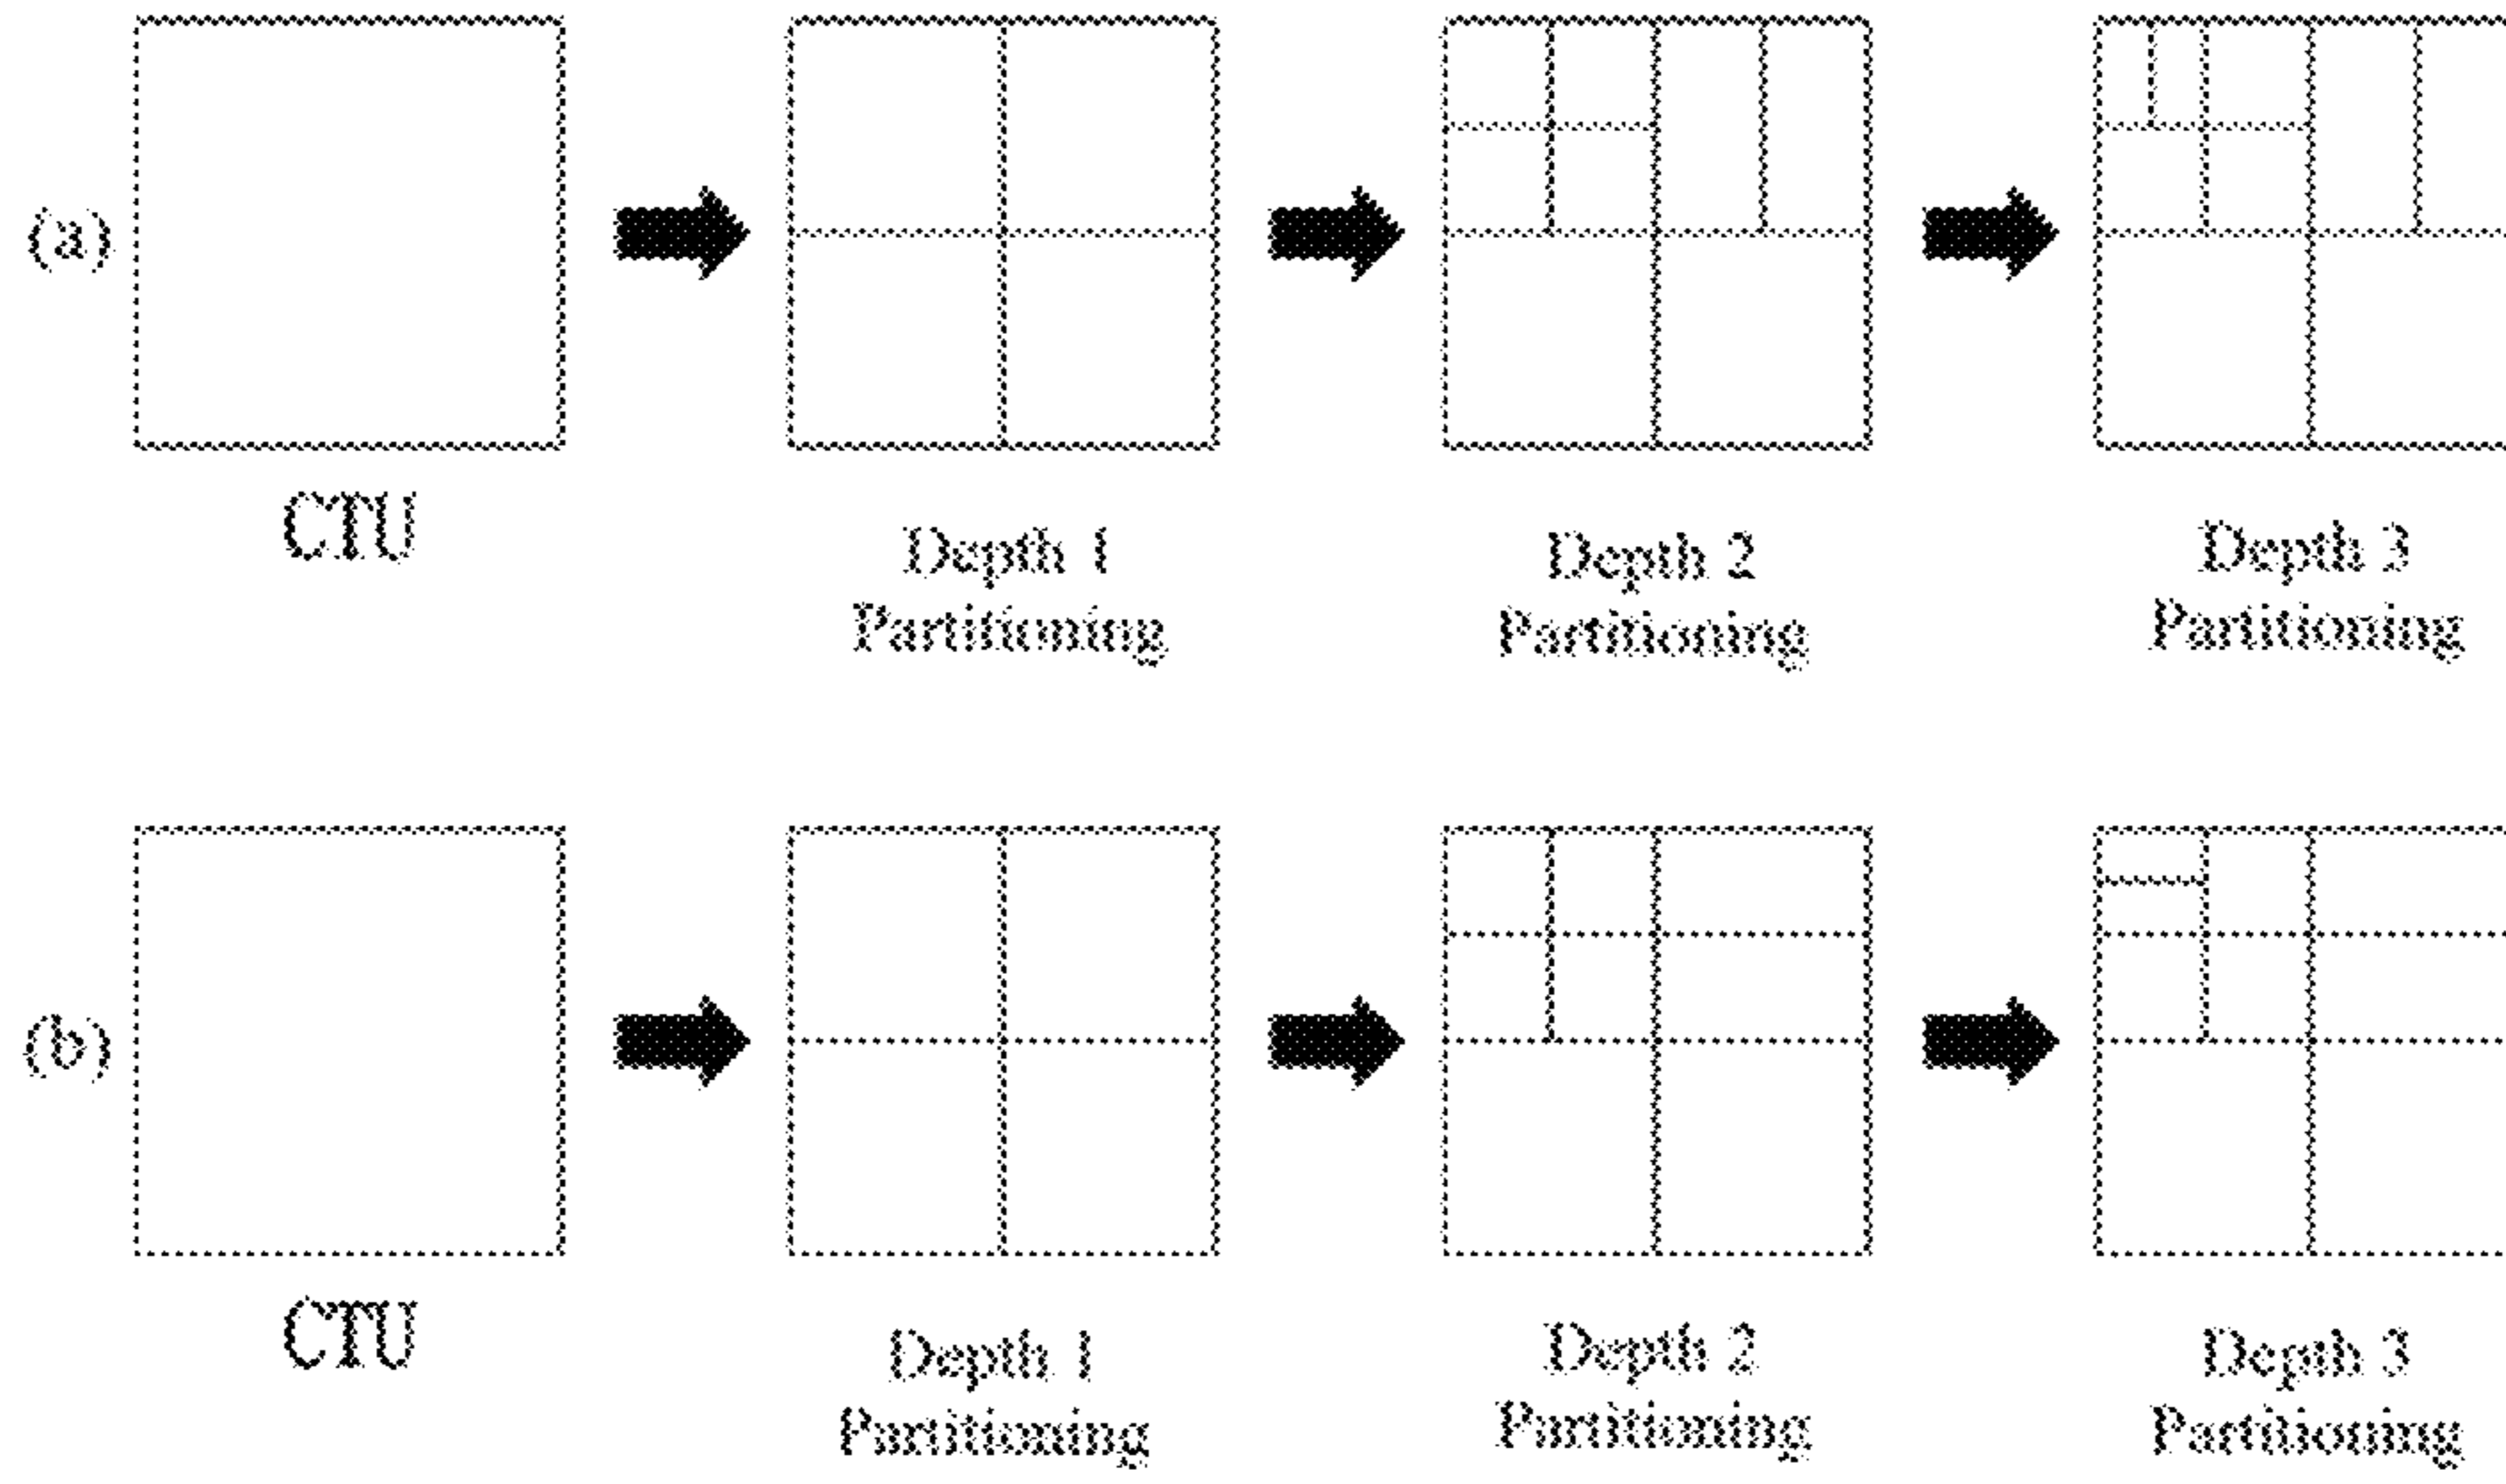 (a)
CTU
Depth 1
Partitioning
Depth 2
Partitioning
Depth 3
Partitioning
(b)
CTU
Depth 1
Partitioning
Depth 2
Partitioning
Depth 3
Partitioning